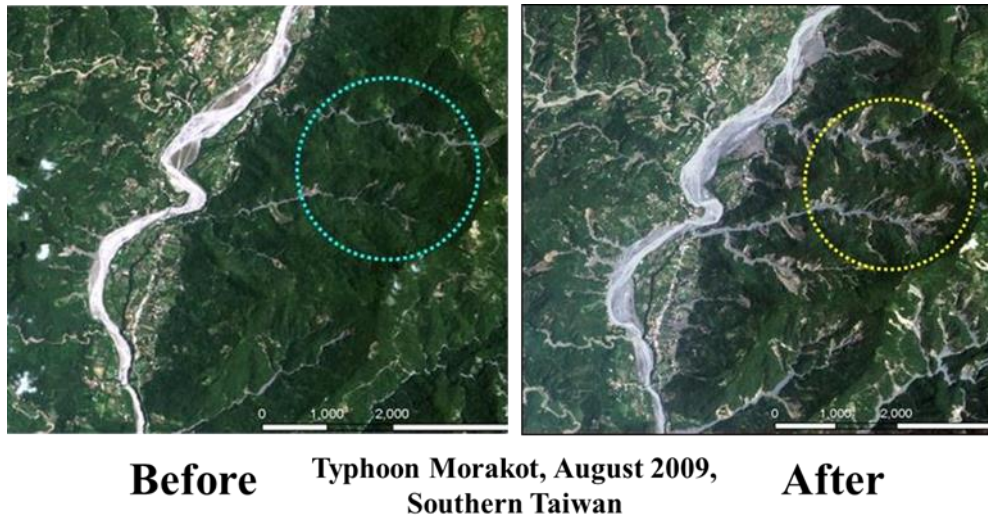 0 1,000 2,000
0 1,000 2,000
Before
Typhoon Morakot, August 2009,
Southern Taiwan
After